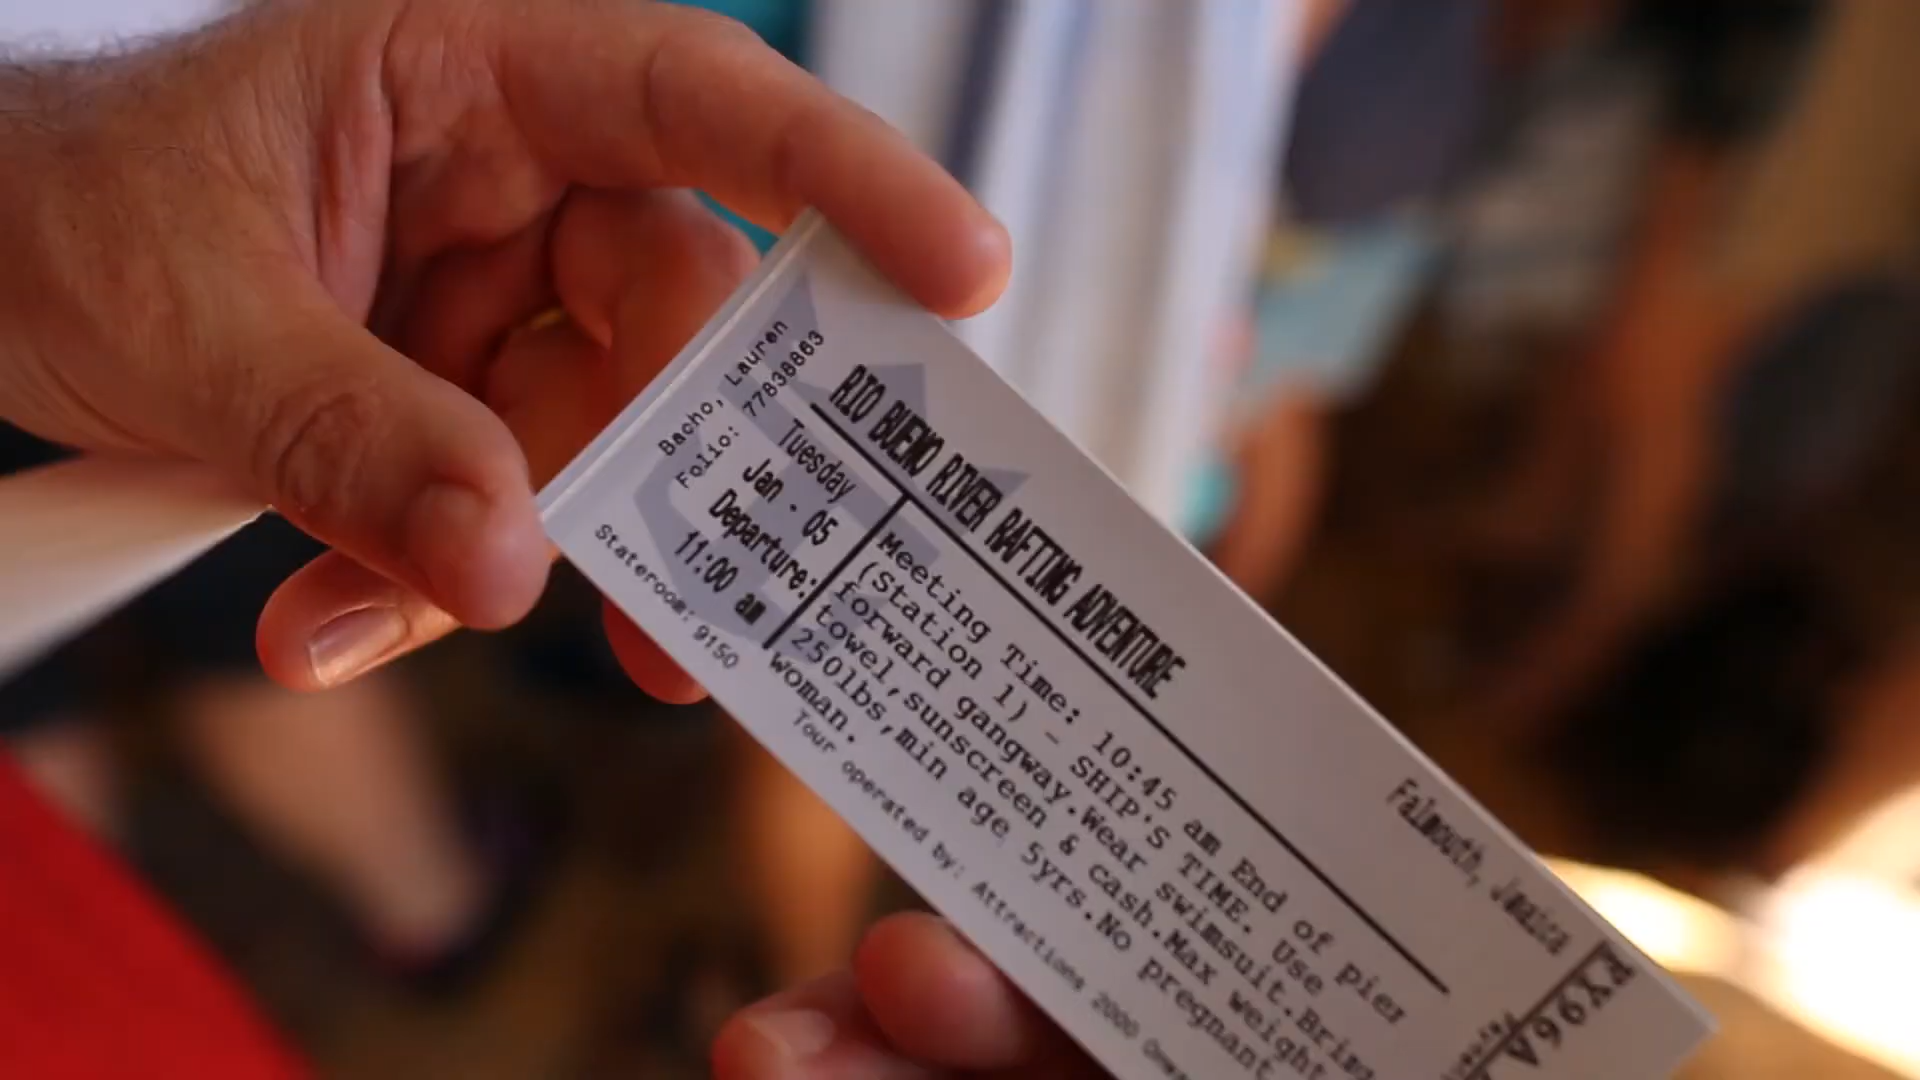 Bacho, Lauren
Folio: 77838863
RIO BUENO RIVER RAFTING ADVENTURE
Falmouth, Jamaica
Tuesday
Jan - 05
Departure:
11:00 am
Meeting Time: 10:45 am End of pier
(Station 1)_ SHIP'S TIME. Use
forward gangway.Wear swimsuit.Bring
towel,sunscreen & cash.Max weight
250lbs,min age 5yrs.No pregnant
woman.
Stateroom: 9150
Tour operated by: Attractions 2000
FY96A